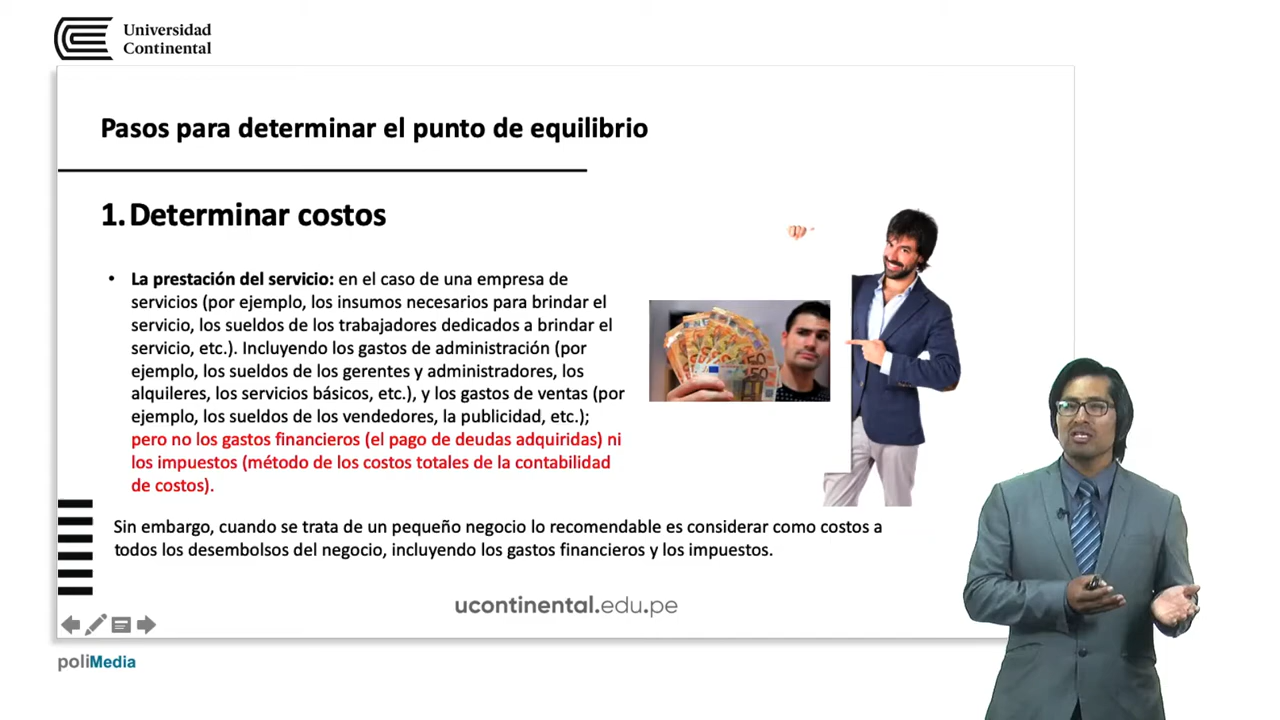 Universidad
Continental
Pasos para determinar el punto de equilibrio
1. Determinar costos
• La prestación del servicio: en el caso de una empresa de
servicios (por ejemplo, los insumos necesarios para brindar el
servicio, los sueldos de los trabajadores dedicados a brindar el
servicio, etc.). Incluyendo los gastos de administración (por
ejemplo, los sueldos de los gerentes y administradores, los
alquileres, los servicios básicos, etc.), y los gastos de ventas (por
ejemplo, los sueldos de los vendedores, la publicidad, etc.);
pero no los gastos financieros (el pago de deudas adquiridas) ni
los impuestos (método de los costos totales de la contabilidad
de costos).
Sin embargo, cuando se trata de un pequeño negocio lo recomendable es considerar como costos a
todos los desembolsos del negocio, incluyendo los gastos financieros y los impuestos.
ucontinental.edu.pe
poliMedia